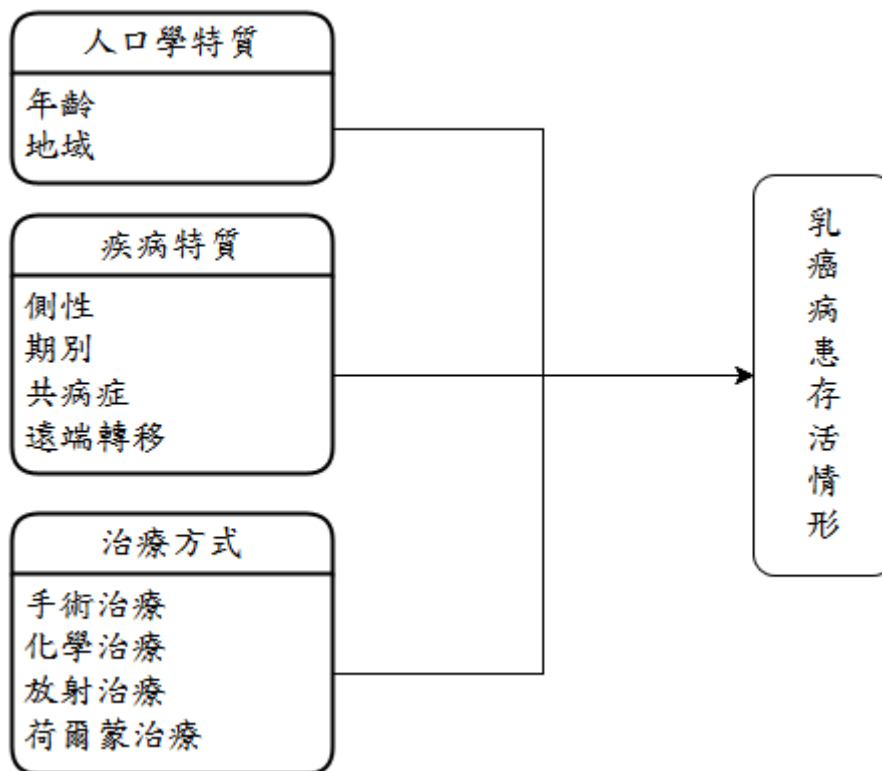 人口學特質
年齡
地域
疾病特質
側性
期別
共病症
遠端轉移
治療方式
手術治療
化學治療
放射治療
荷爾蒙治療
乳癌病患存活情形